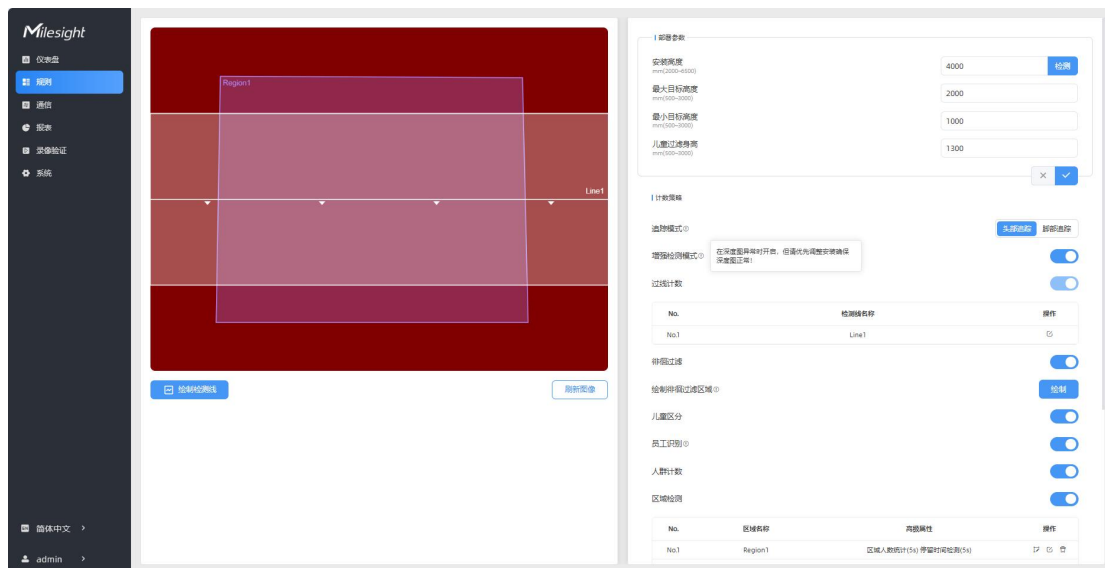 Milesight
仪表盘
规则
通信
报表
录像验证
系统
简体中文
admin
Region1
Line1
绘制检测线
刷新图像
部署参数
安装高度
mm(2000~6500)
4000
检测
最大目标高度
mm(500~3000)
2000
最小目标高度
mm(500~3000)
1000
儿童过滤身高
mm(500~3000)
1300
计数策略
追踪模式
头部追踪 脚部追踪
增强检测模式
在深度图异常时开启，但请优先调整安装确保
深度图正常！
过线计数
No. 检测线名称 操作
No.1 Line1
徘徊过滤
绘制徘徊过滤区域
绘制
儿童区分
员工识别
人群计数
区域检测
No. 区域名称 高级属性 操作
No.1 Region1 区域人数统计(5s) 停留时间检测(5s)